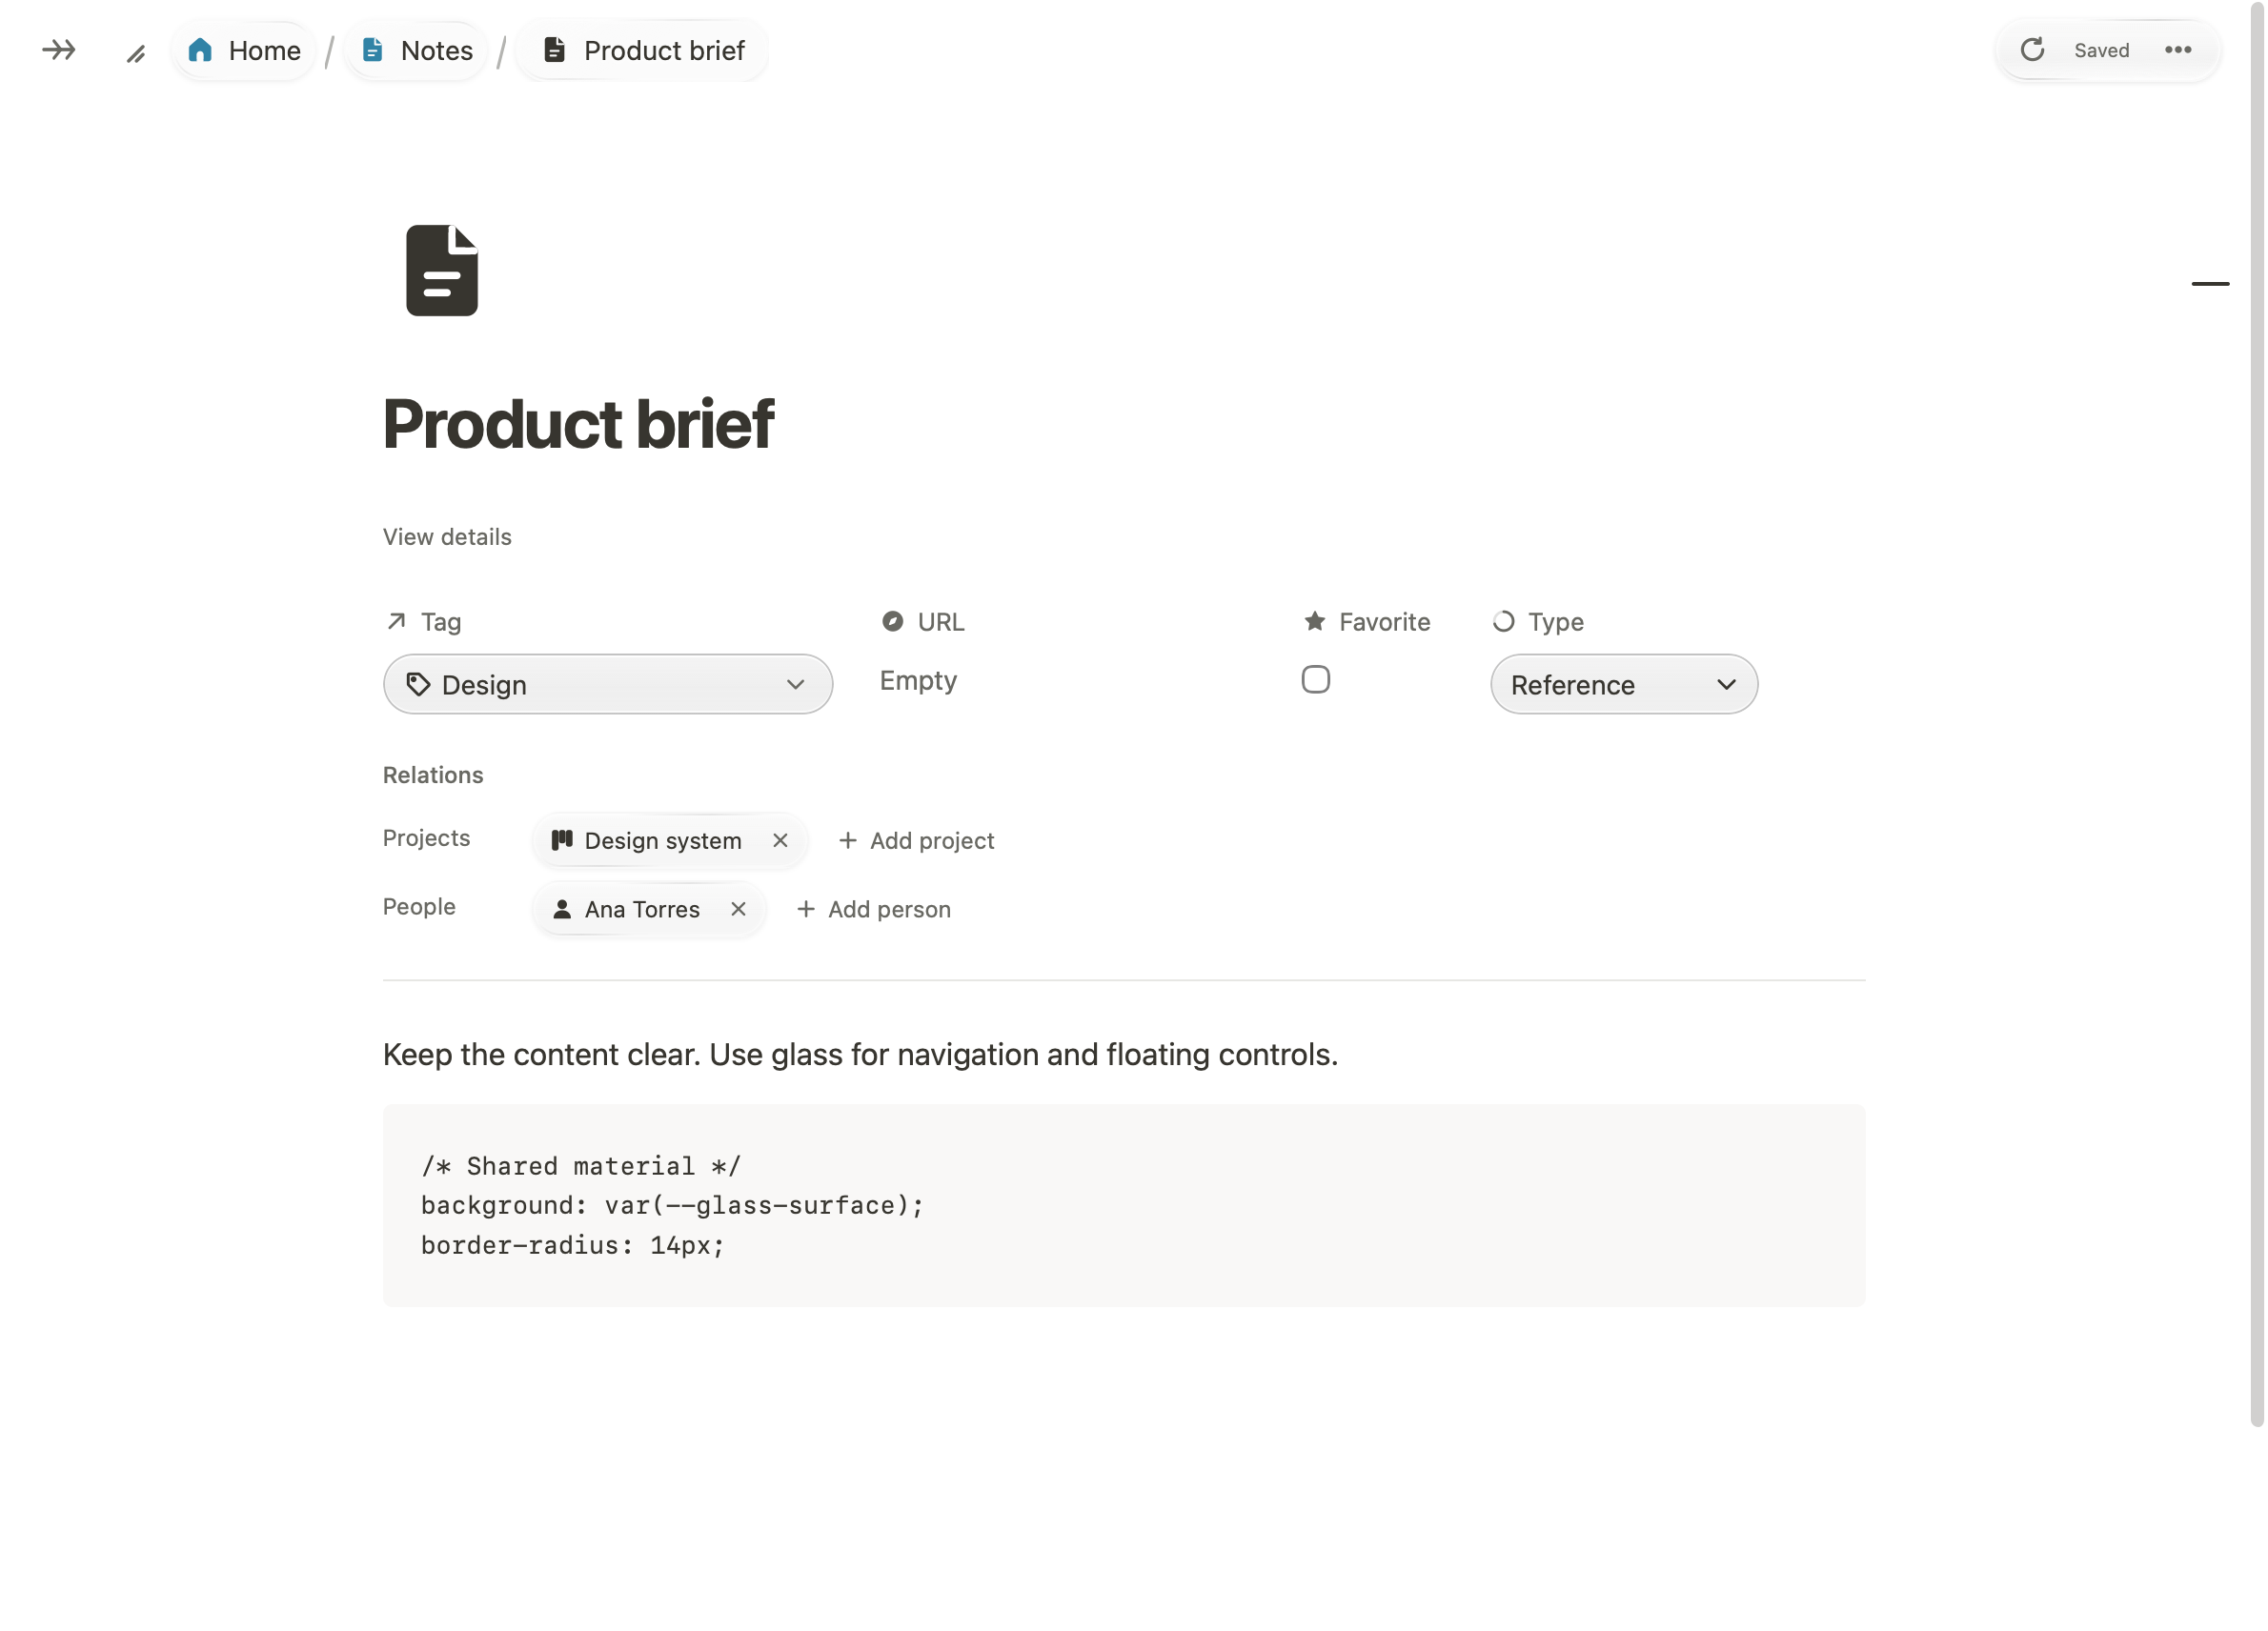 Home / Notes / Product brief
Saved
Product brief
View details
Tag
URL
Favorite
Type
Design
Empty
Reference
Relations
Projects
Design system
+ Add project
People
Ana Torres
+ Add person
Keep the content clear. Use glass for navigation and floating controls.
/* Shared material */
background: var(--glass-surface);
border-radius: 14px;